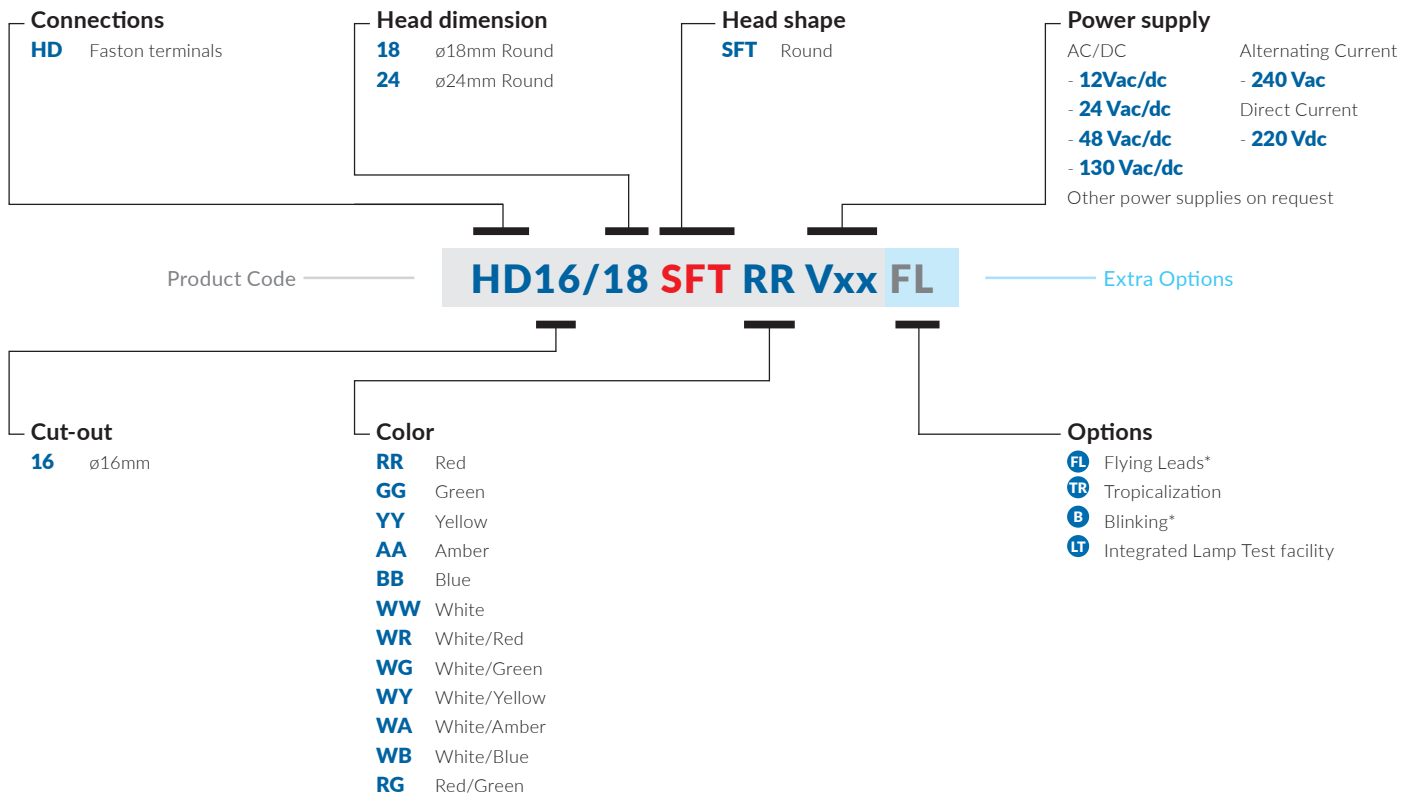 Connections
HD Faston terminals
Head dimension
18 ø18mm Round
24 ø24mm Round
Head shape
SFT Round
Power supply
AC/DC
- 12Vac/dc
- 24 Vac/dc
- 48 Vac/dc
- 130 Vac/dc
Alternating Current
- 240 Vac
Direct Current
- 220 Vdc
Other power supplies on request
Product Code
HD16/18 SFT RR Vxx FL
Extra Options
Cut-out
16 ø16mm
Color
RR Red
GG Green
YY Yellow
AA Amber
BB Blue
WW White
WR White/Red
WG White/Green
WY White/Yellow
WA White/Amber
WB White/Blue
RG Red/Green
Options
FL Flying Leads*
TR Tropicalization
B Blinking*
LT Integrated Lamp Test facility